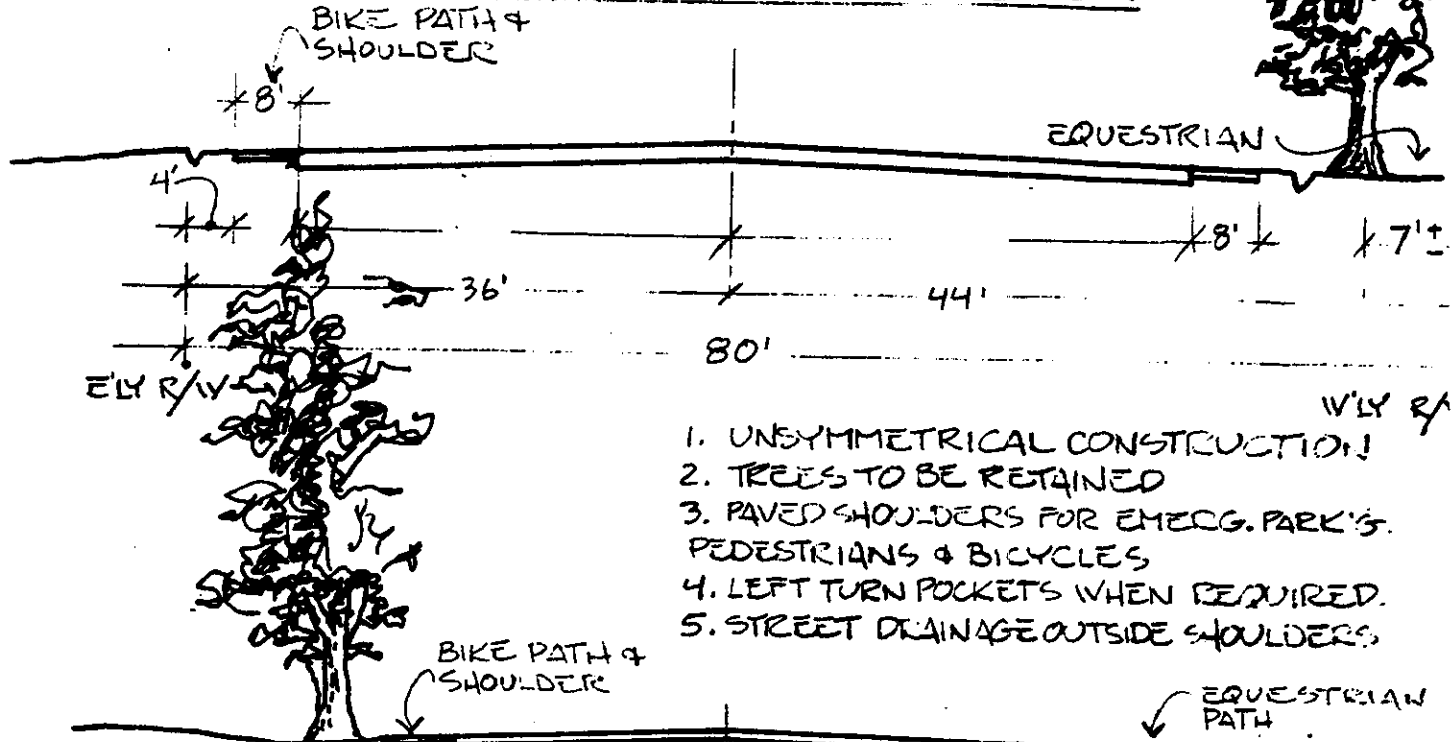 BIKE PATH &
SHOULDER
8'
EQUESTRIAN
4'
8'
7'±
36'
44'
80'
E'LY R/W
W'LY R/
1. UNSYMMETRICAL CONSTRUCTION
2. TREES TO BE RETAINED
3. PAVED SHOULDERS FOR EMERG. PARK'G.
PEDESTRIANS & BICYCLES
4. LEFT TURN POCKETS WHEN REQUIRED.
5. STREET DRAINAGE OUTSIDE SHOULDERS
BIKE PATH &
SHOULDER
EQUESTRIAN
PATH